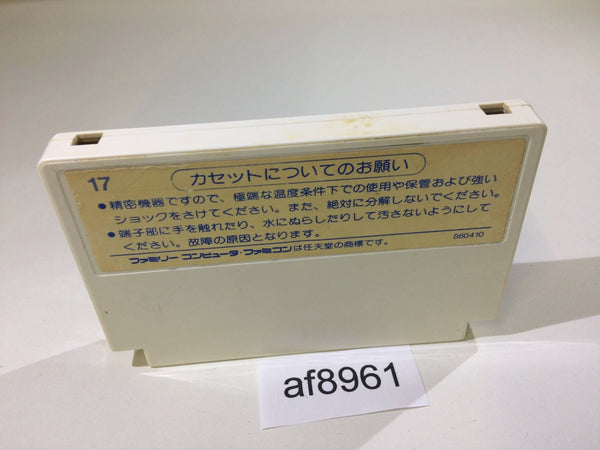 17
カセットについてのお願い
●精密機器ですので、極端な温度条件下での使用や保管および強い
ショックをさけてください。また、絶対に分解しないでください。
●端子部に手を触れたり、水にぬらしたりして汚さないようにして
ください。故障の原因となります。
860410
ファミリー コンピュータ・ファミコンは任天堂の商標です。
af8961